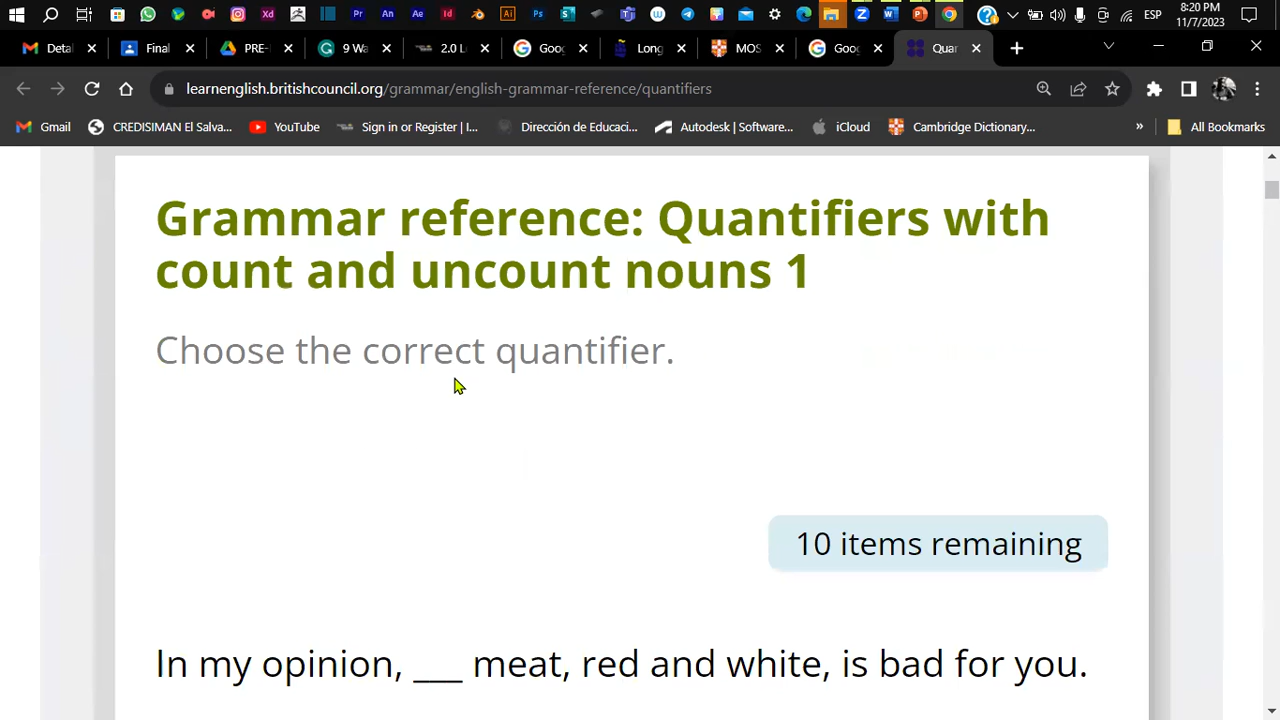 ESP
8:20 PM
11/7/2023
Detal
Final
PRE-
9 Wa
2.0 L
Goog
Long
MOS
Goog
Quar
learnenglish.britishcouncil.org/grammar/english-grammar-reference/quantifiers
Gmail
CREDISIMAN El Salva...
YouTube
Sign in or Register | I...
Dirección de Educaci...
Autodesk | Software...
iCloud
Cambridge Dictionary...
»
All Bookmarks
Grammar reference: Quantifiers with
count and uncount nouns 1
Choose the correct quantifier.
10 items remaining
In my opinion, ___ meat, red and white, is bad for you.